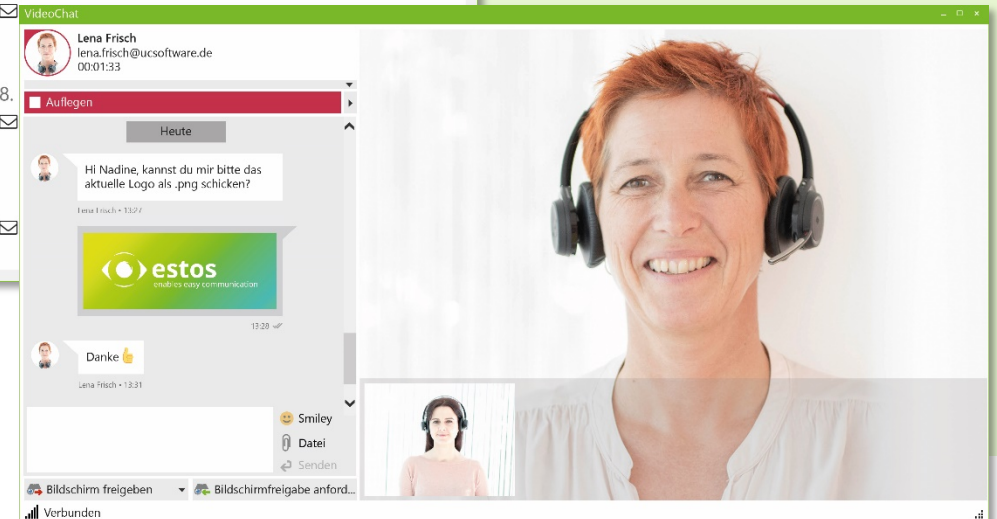 8.
VideoChat
Lena Frisch
lena.frisch@ucsoftware.de
00:01:33
Auflegen
Heute
Hi Nadine, kannst du mir bitte das
aktuelle Logo als .png schicken?
Lena Frisch • 13:27
estos
enables easy communication
13:28
Danke
Lena Frisch • 13:31
Smiley
Datei
Senden
Bildschirm freigeben
Bildschirmfreigabe anford...
Verbunden